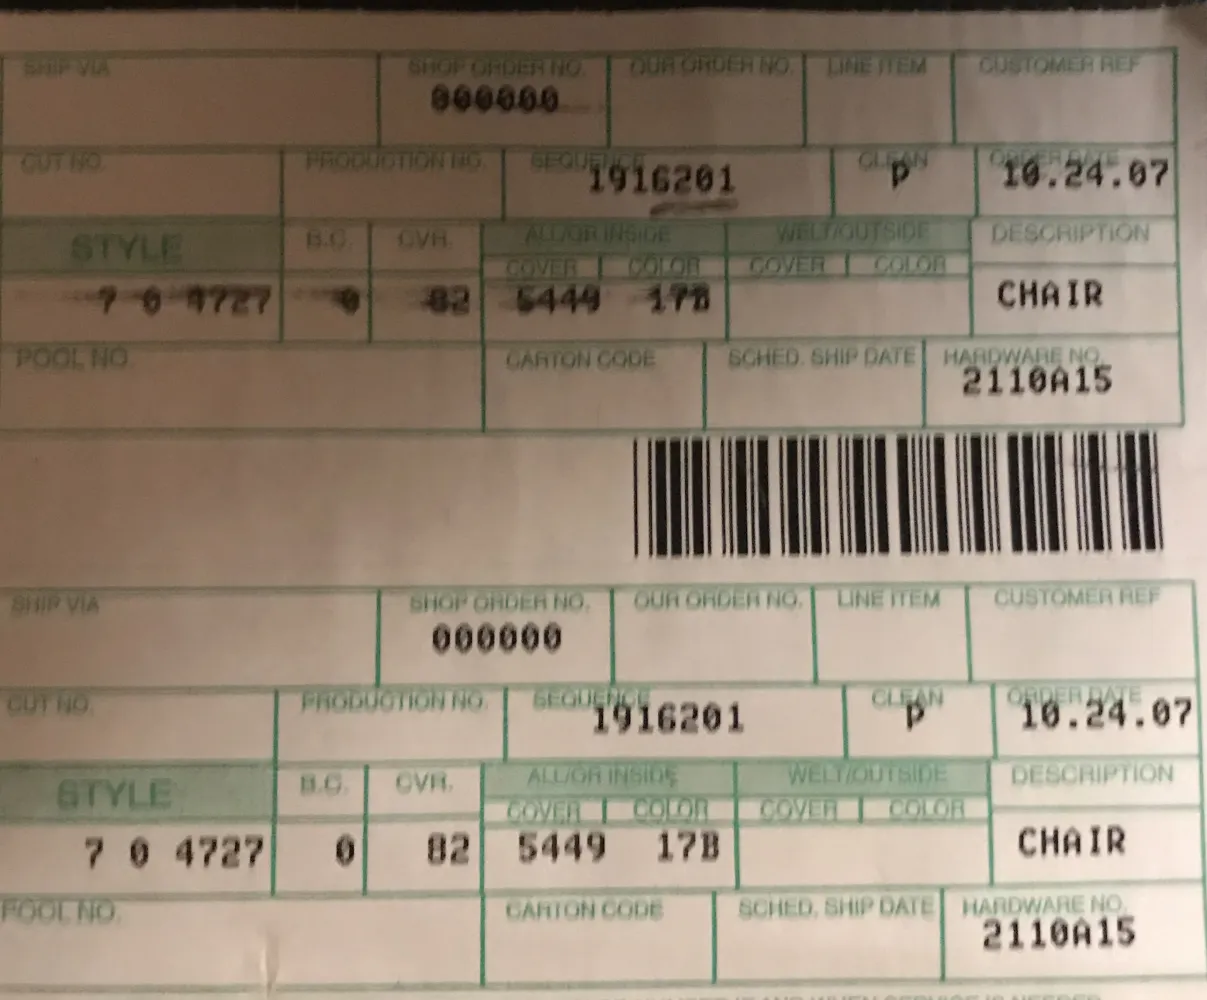 SHIP VIA SHOP ORDER NO. OUR ORDER NO. LINE ITEM CUSTOMER REF
000000
CUT NO. PRODUCTION NO. SEQUENCE CLEAN ORDER DATE
1916201 P 10.24.07
STYLE B.C. CVR. ALL/OR INSIDE WELT/OUTSIDE DESCRIPTION
COVER COLOR COVER COLOR
7 0 4727 0 82 5449 17B CHAIR
POOL NO. CARTON CODE SCHED. SHIP DATE HARDWARE NO.
2110A15
SHIP VIA SHOP ORDER NO. OUR ORDER NO. LINE ITEM CUSTOMER REF
000000
CUT NO. PRODUCTION NO. SEQUENCE CLEAN ORDER DATE
1916201 P 10.24.07
STYLE B.C. CVR. ALL/OR INSIDE WELT/OUTSIDE DESCRIPTION
COVER COLOR COVER COLOR
7 0 4727 0 82 5449 17B CHAIR
POOL NO. CARTON CODE SCHED. SHIP DATE HARDWARE NO.
2110A15